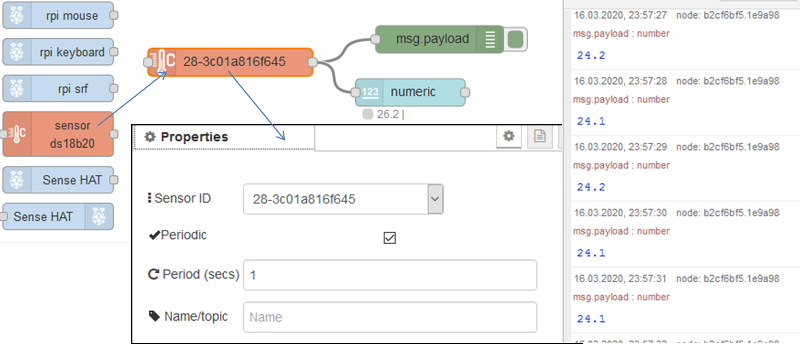 rpi mouse
rpi keyboard
rpi srf
sensor
ds18b20
Sense HAT
Sense HAT
C
28-3c01a816f645
msg.payload
123
numeric
26.2 |
Properties
Sensor ID
28-3c01a816f645
Periodic
Period (secs)
1
Name/topic
Name
16.03.2020, 23:57:27 node: b2cf6bf5.1e9a98
msg.payload : number
24.2
16.03.2020, 23:57:28 node: b2cf6bf5.1e9a98
msg.payload : number
24.1
16.03.2020, 23:57:29 node: b2cf6bf5.1e9a98
msg.payload : number
24.2
16.03.2020, 23:57:30 node: b2cf6bf5.1e9a98
msg.payload : number
24.1
16.03.2020, 23:57:31 node: b2cf6bf5.1e9a98
msg.payload : number
24.1